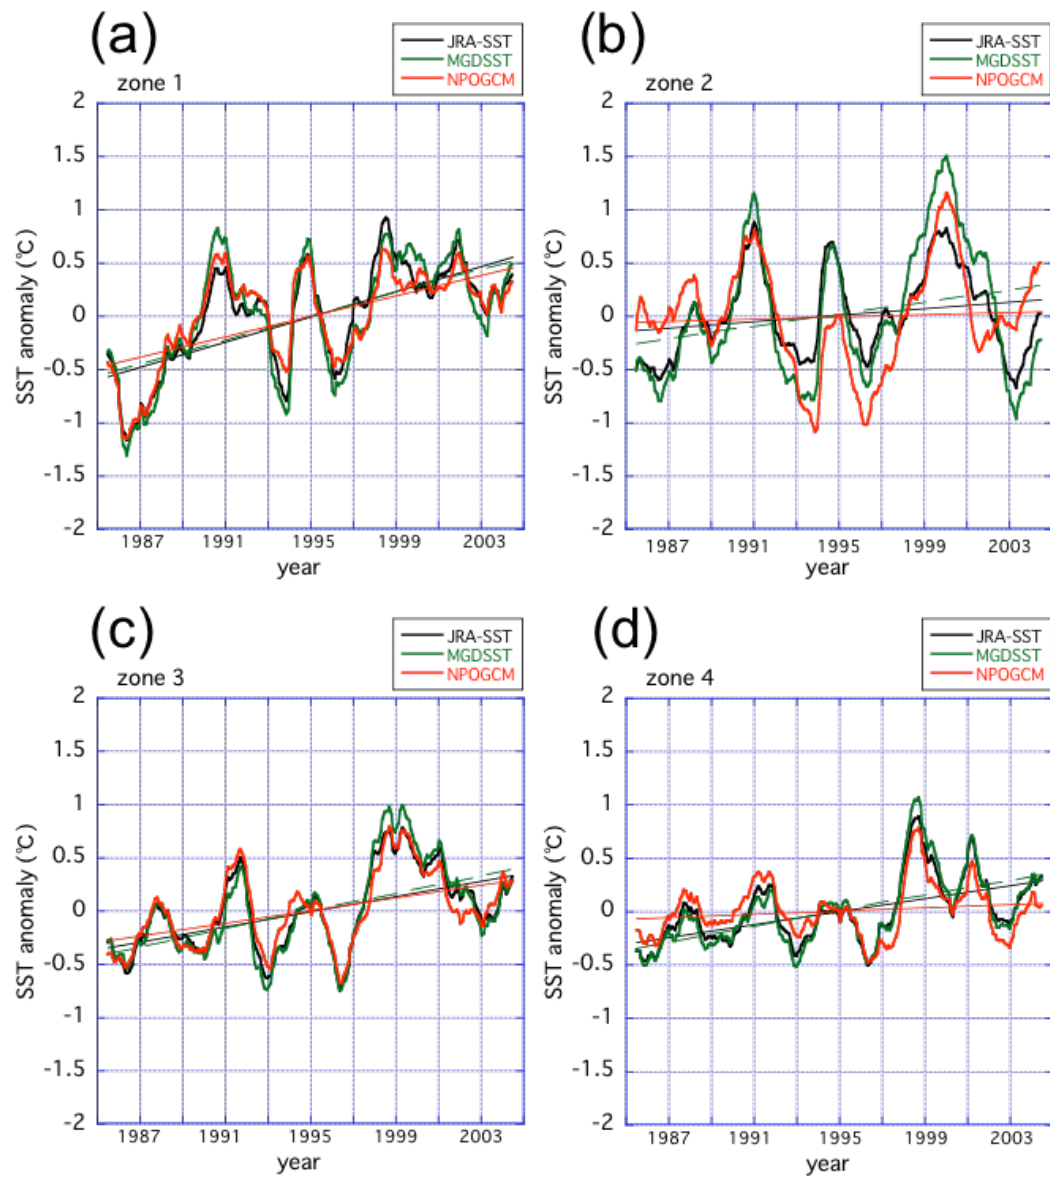 (a)
JRA-SST
MGDSST
NPOGCM
zone 1
2
1.5
1
0.5
0
-0.5
-1
-1.5
-2
SST anomaly (℃)
1987 1991 1995 1999 2003
year
(b)
JRA-SST
MGDSST
NPOGCM
zone 2
2
1.5
1
0.5
0
-0.5
-1
-1.5
-2
SST anomaly (℃)
1987 1991 1995 1999 2003
year
(c)
JRA-SST
MGDSST
NPOGCM
zone 3
2
1.5
1
0.5
0
-0.5
-1
-1.5
-2
SST anomaly (℃)
1987 1991 1995 1999 2003
year
(d)
JRA-SST
MGDSST
NPOGCM
zone 4
2
1.5
1
0.5
0
-0.5
-1
-1.5
-2
SST anomaly (℃)
1987 1991 1995 1999 2003
year